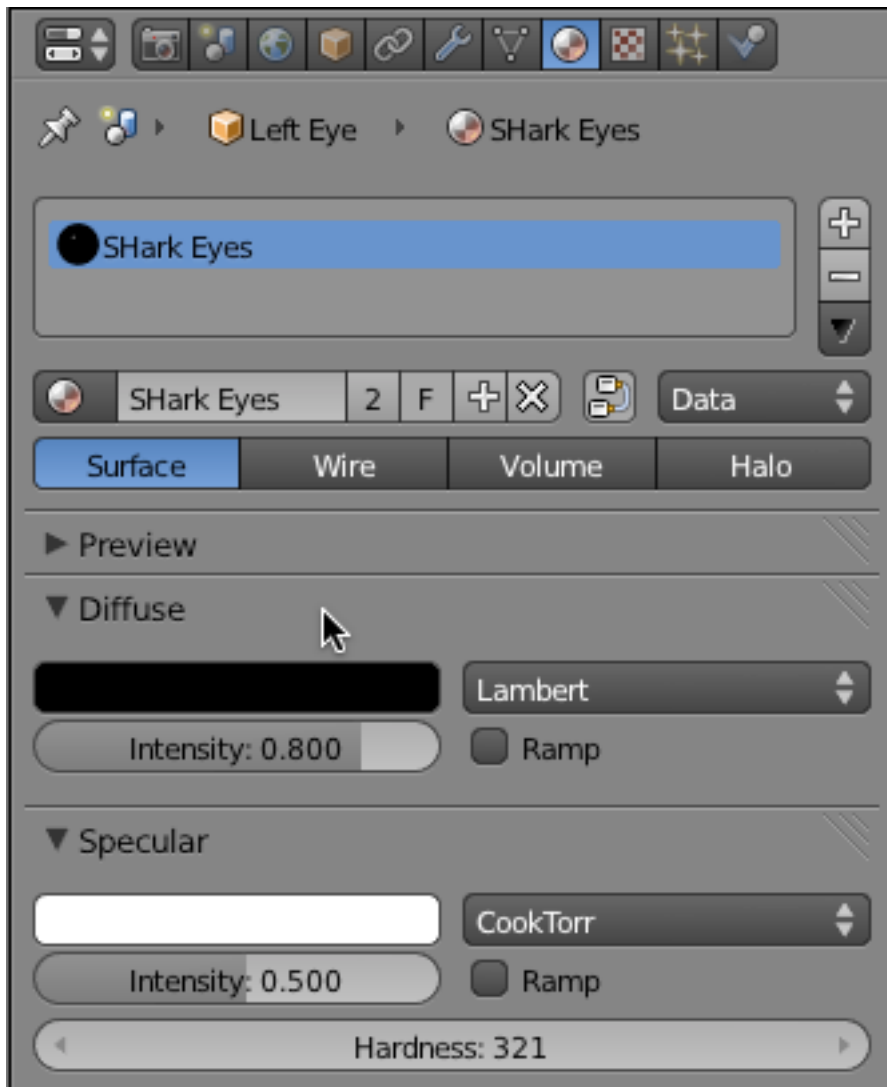 Left Eye SHark Eyes
SHark Eyes
SHark Eyes 2 F Data
Surface Wire Volume Halo
Preview
Diffuse
Lambert
Intensity: 0.800 Ramp
Specular
CookTorr
Intensity: 0.500 Ramp
Hardness: 321